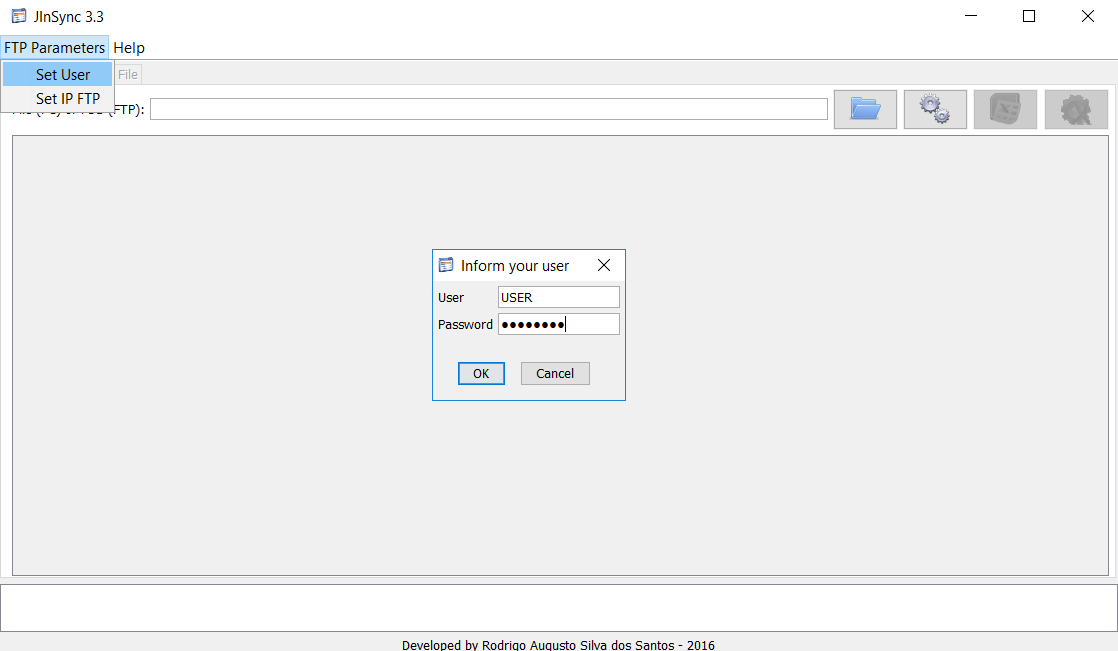 JInSync 3.3
FTP Parameters Help
Set User
File
Set IP FTP
(FTP):
Inform your user
User USER
Password ●●●●●●●●
OK Cancel
Developed by Rodrigo Augusto Silva dos Santos - 2016